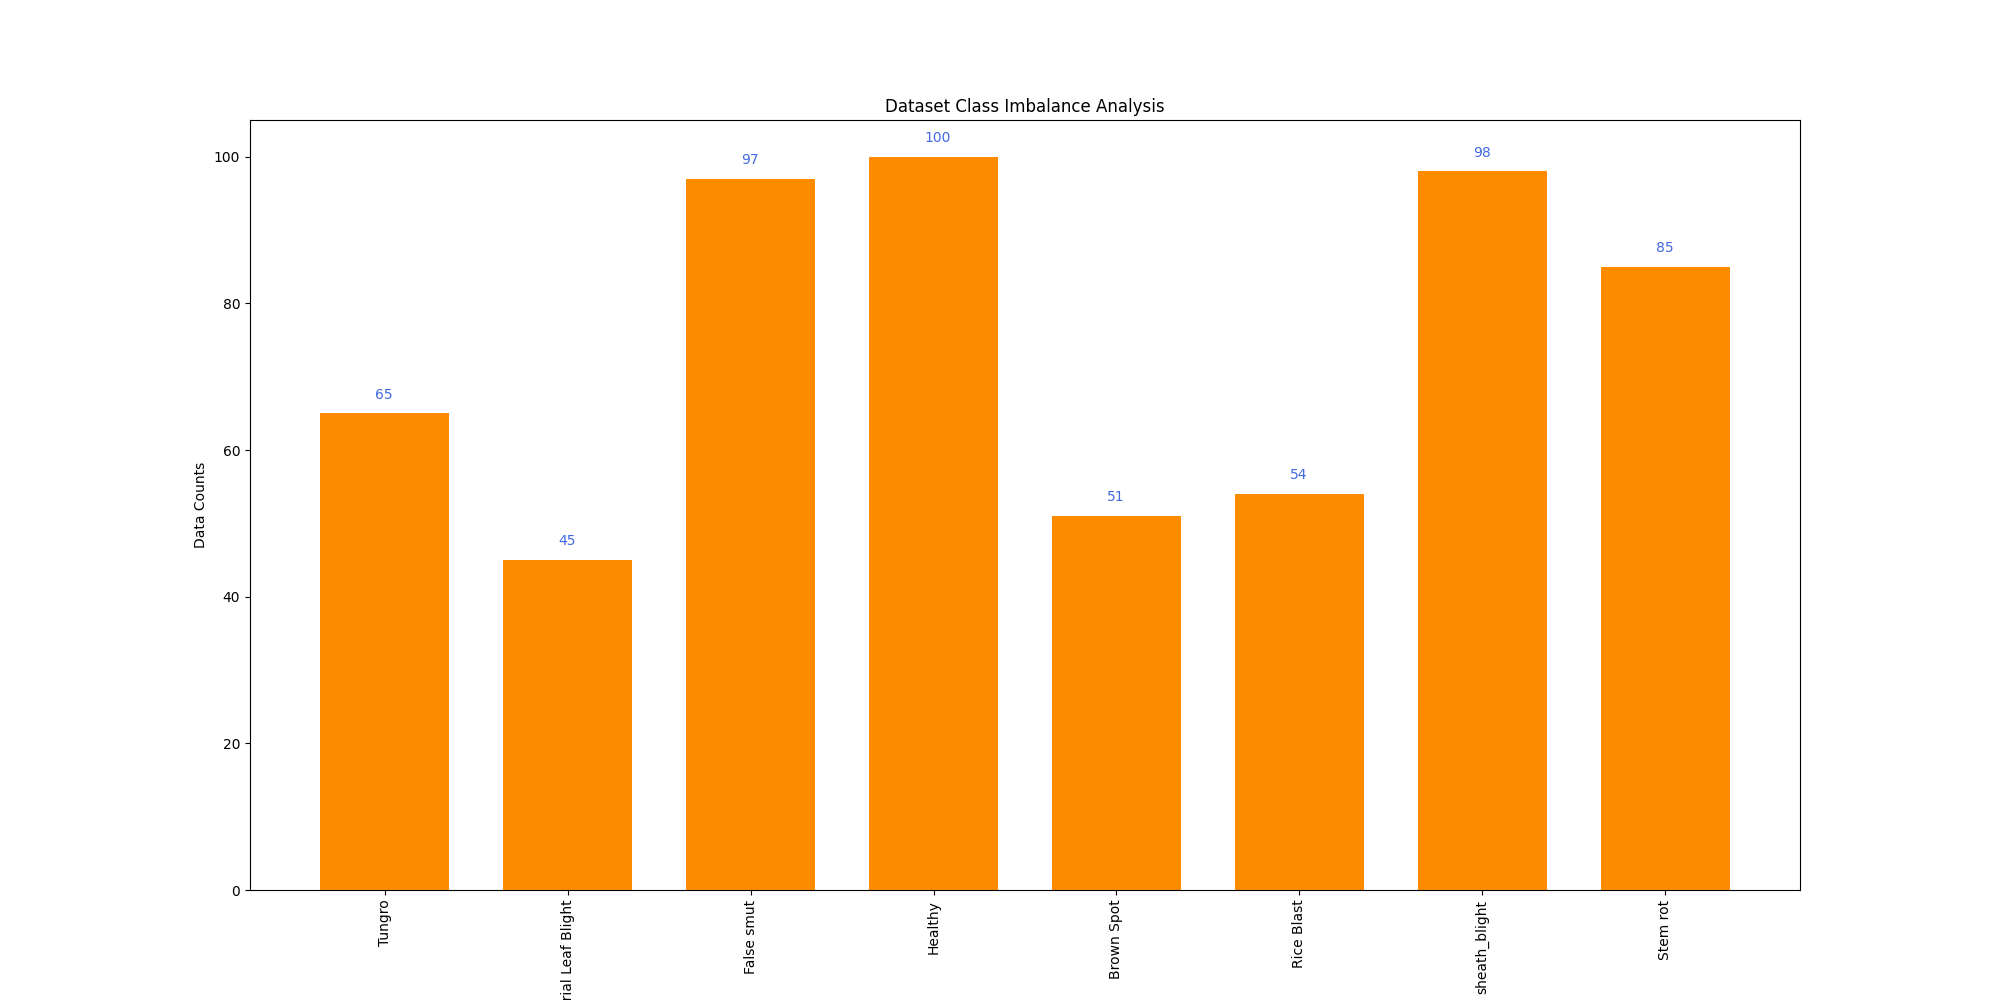 Dataset Class Imbalance Analysis
Data Counts
100
80
60
40
20
0
65
45
97
100
51
54
98
85
Tungro
rial Leaf Blight
False smut
Healthy
Brown Spot
Rice Blast
sheath_blight
Stem rot